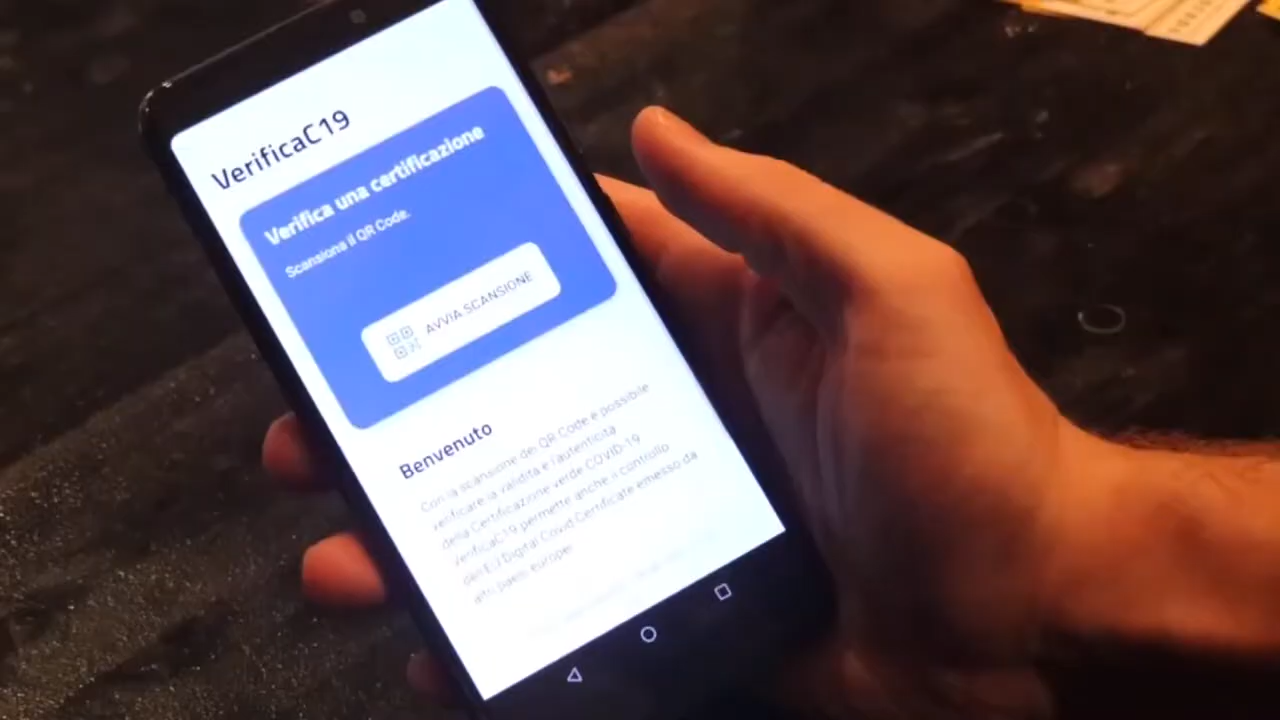 VerificaC19
Verifica una certificazione
Scansiona il QR Code.
AVVIA SCANSIONE
Benvenuto
Con la scansione dei QR Code è possibile
verificare la validità e l'autenticità
della Certificazione verde COVID-19
VerificaC19 permette anche il controllo
dell'EU Digital Covid Certificate emesso da
altri paesi europei